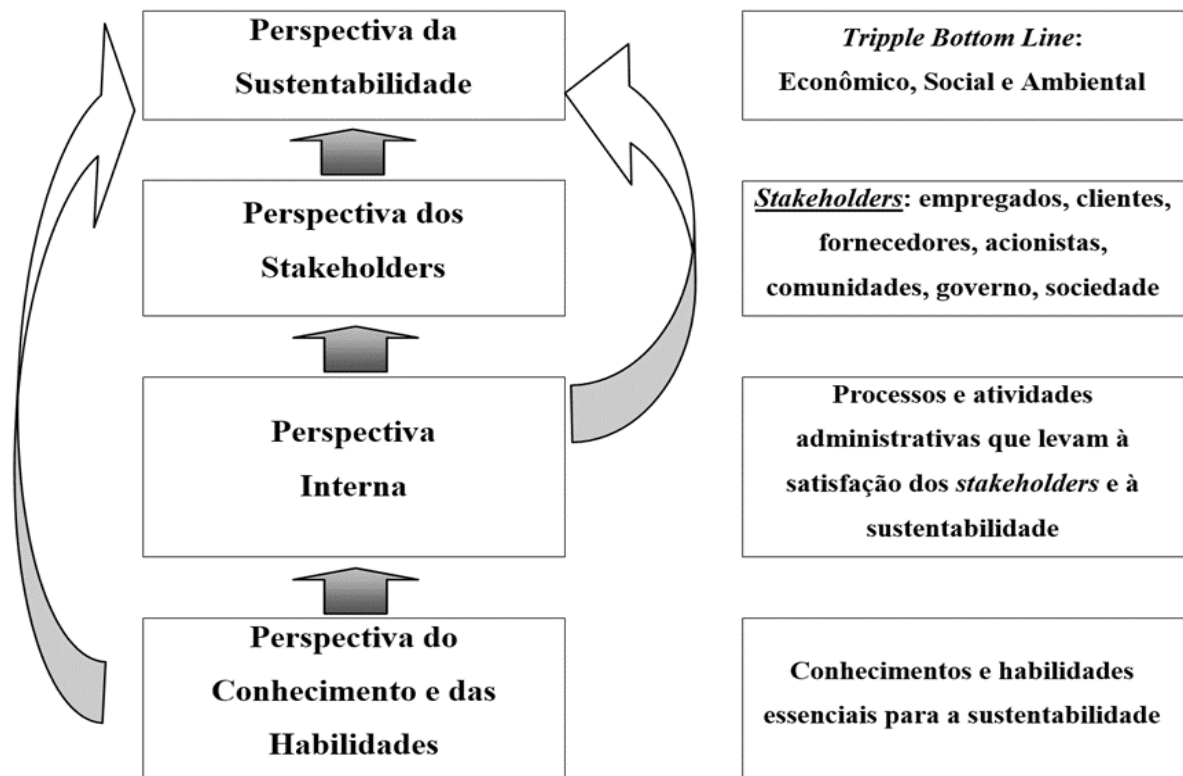 Perspectiva da
Sustentabilidade
Tripple Bottom Line:
Econômico, Social e Ambiental
Perspectiva dos
Stakeholders
Stakeholders: empregados, clientes,
fornecedores, acionistas,
comunidades, governo, sociedade
Perspectiva
Interna
Processos e atividades
administrativas que levam à
satisfação dos stakeholders e à
sustentabilidade
Perspectiva do
Conhecimento e das
Habilidades
Conhecimentos e habilidades
essenciais para a sustentabilidade